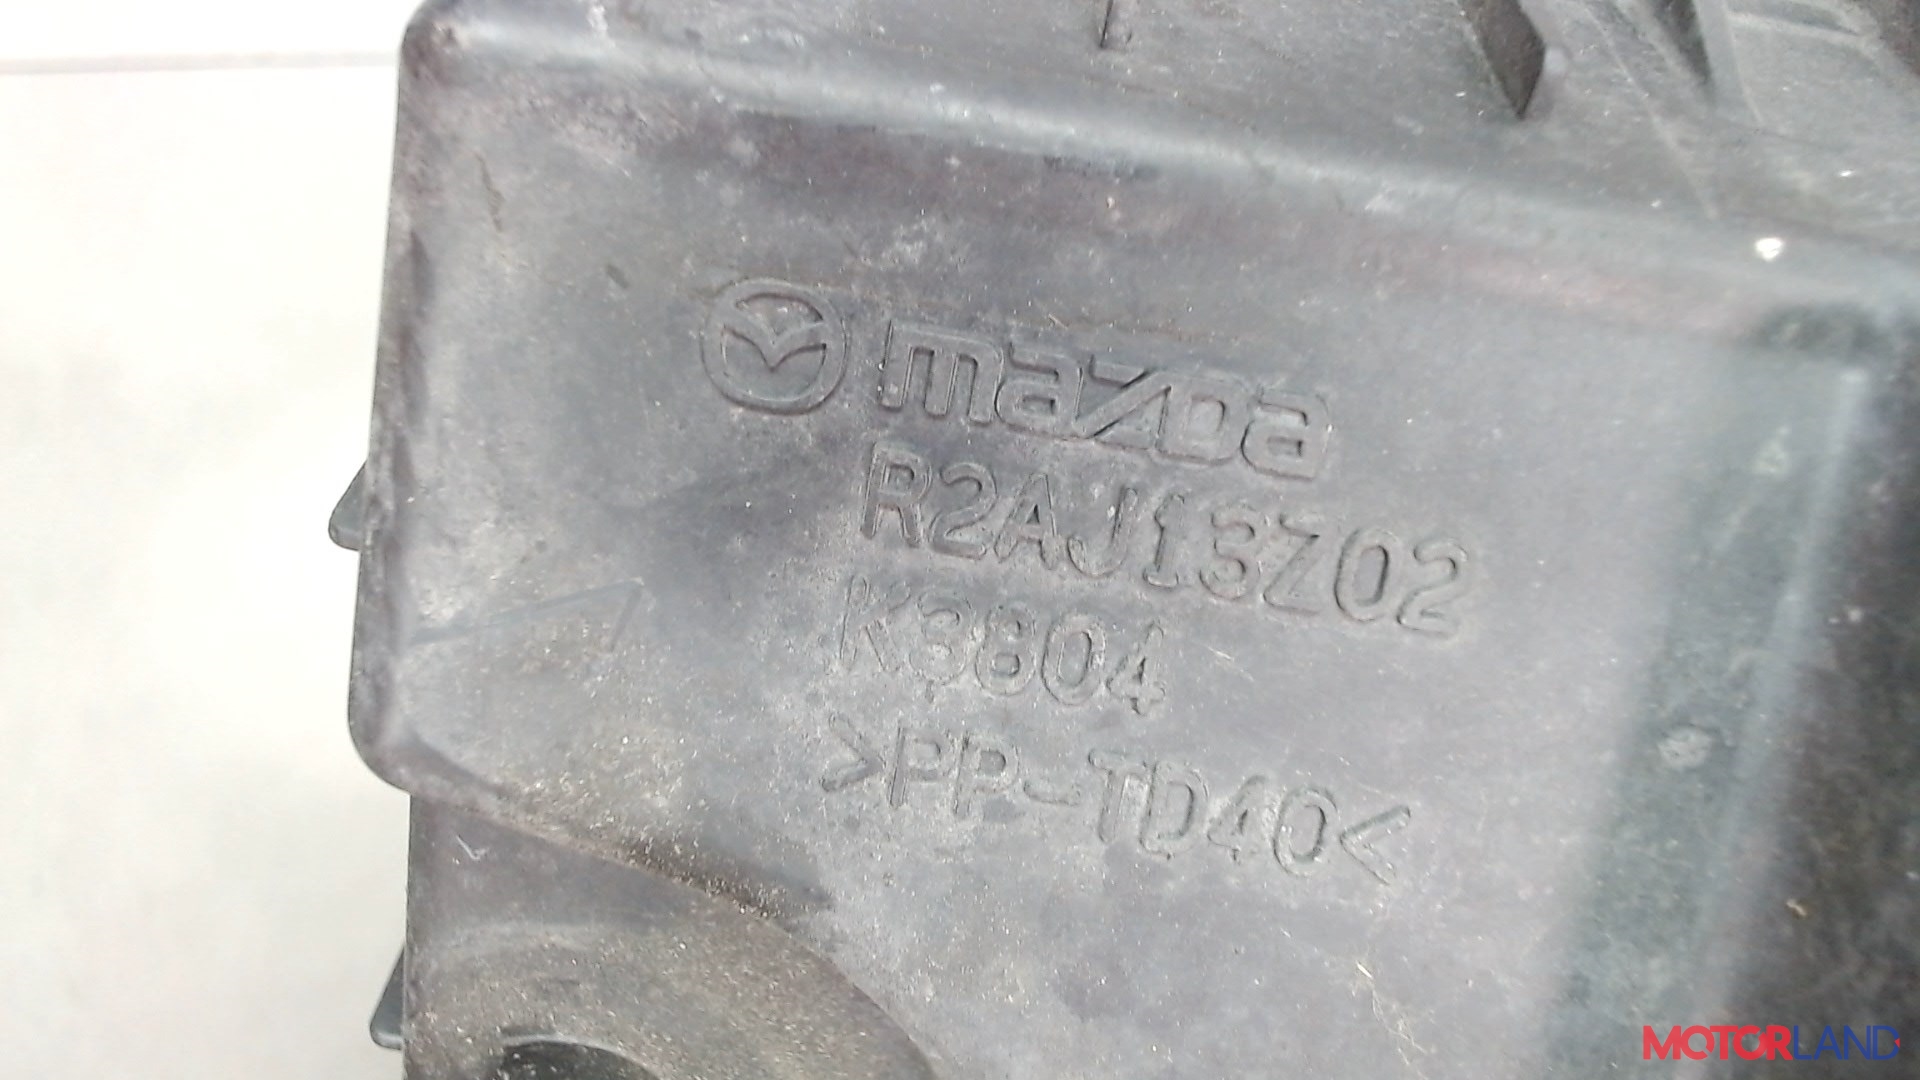 mazda
R2AJ13Z02
K3804
>PP-TD40<
MOTORLAND